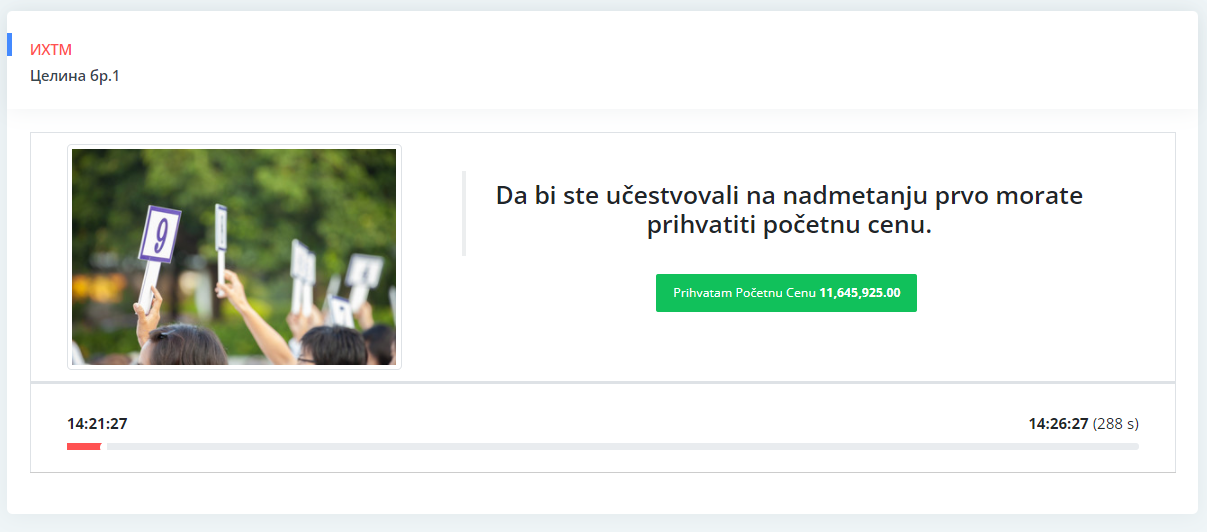 ИХТМ
Целина бр.1
9
Da bi ste učestvovali na nadmetanju prvo morate
prihvatiti početnu cenu.
Prihvatam Početnu Cenu 11,645,925.00
14:21:27
14:26:27 (288 s)